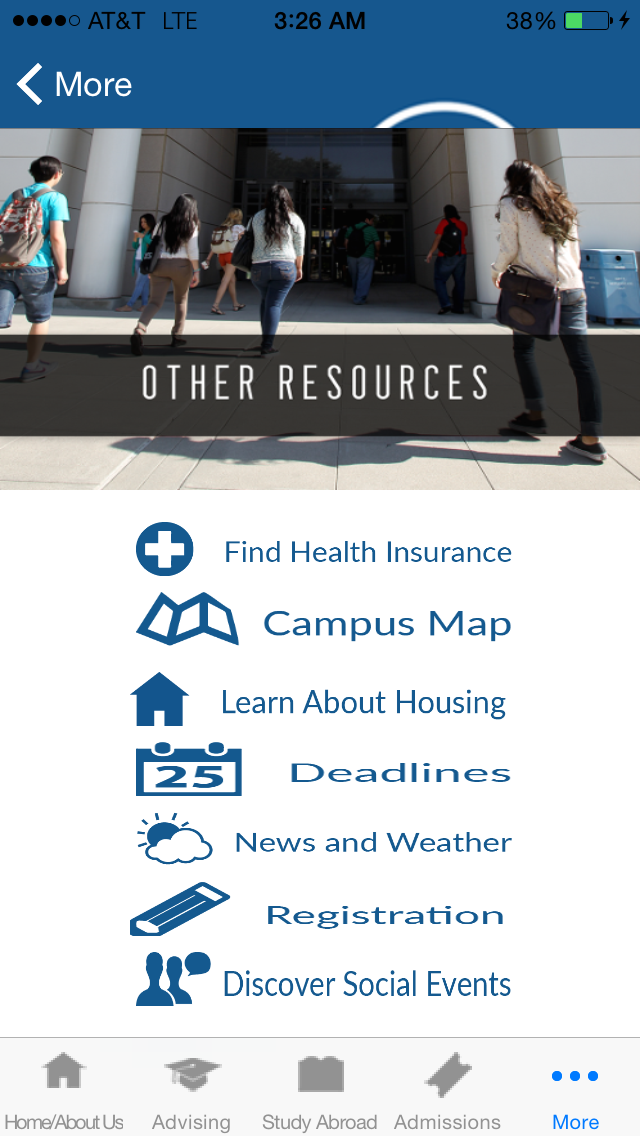 AT&T LTE 3:26 AM 38%
More
OTHER RESOURCES
Find Health Insurance
Campus Map
Learn About Housing
25 Deadlines
News and Weather
Registration
Discover Social Events
Home/About Us Advising Study Abroad Admissions More